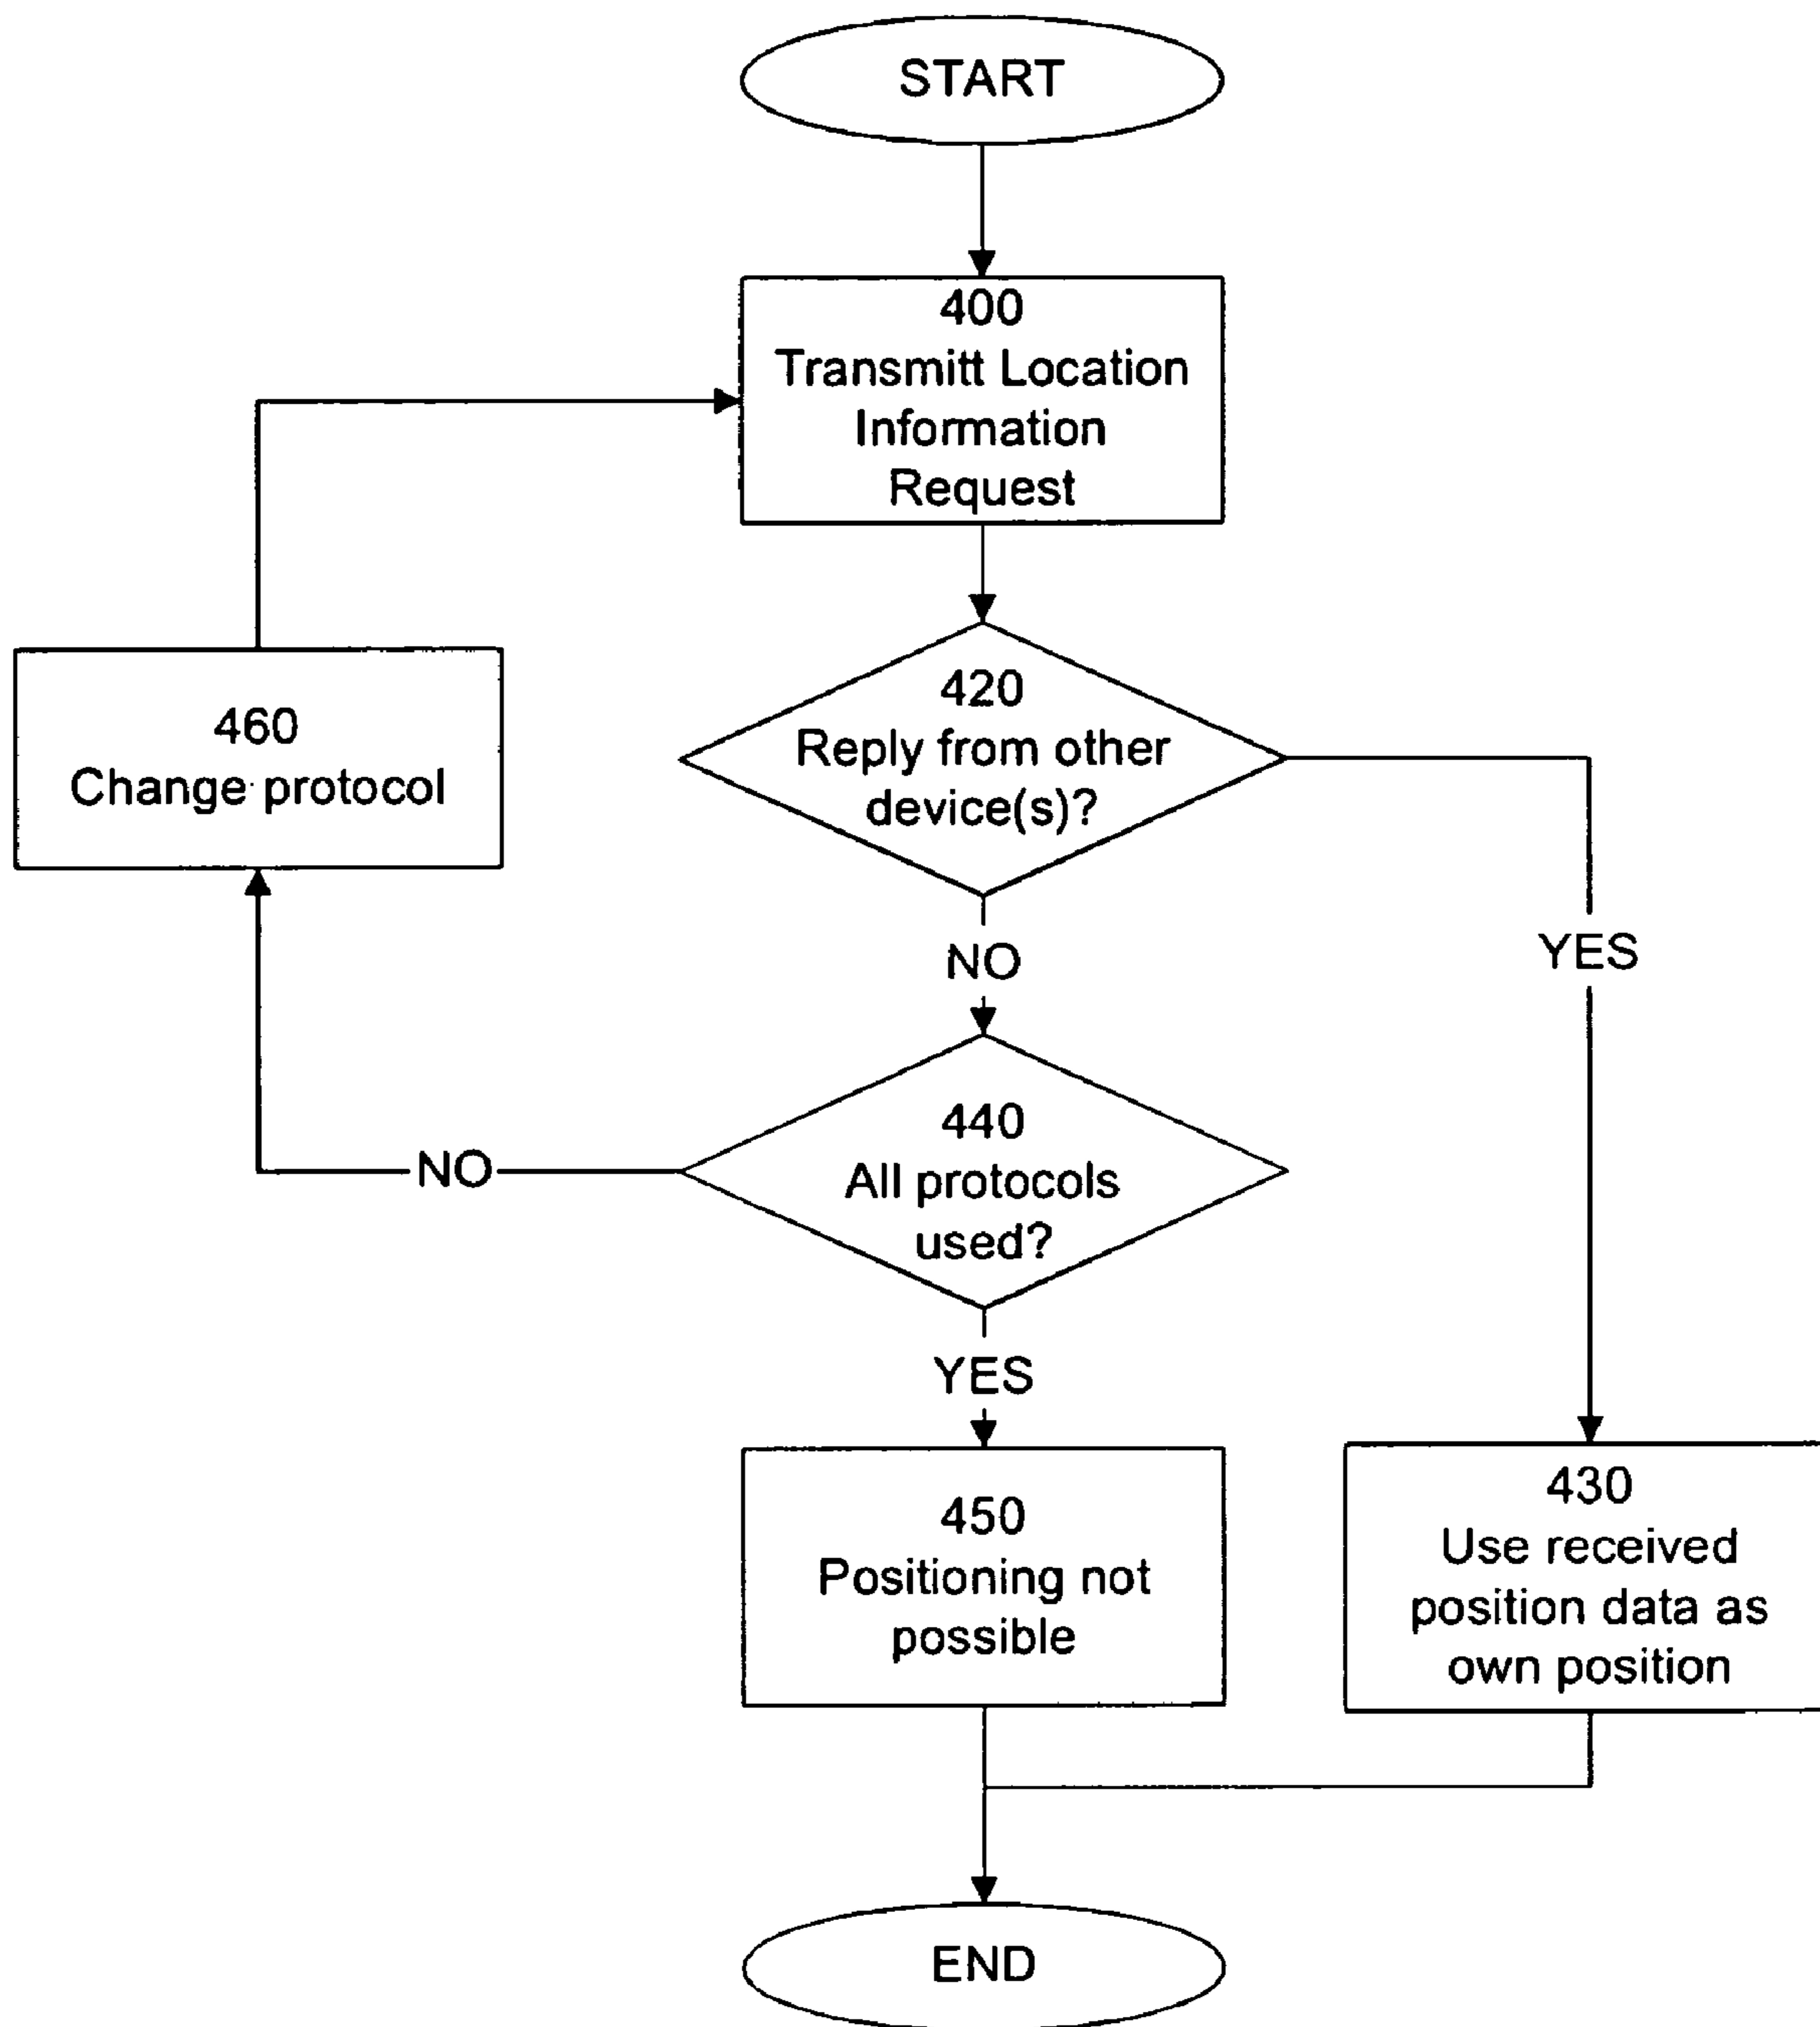 START
400
Transmitt Location
Information
Request
420
Reply from other
device(s)?
460
Change protocol
NO
YES
440
All protocols
used?
NO
YES
450
Positioning not
possible
430
Use received
position data as
own position
END